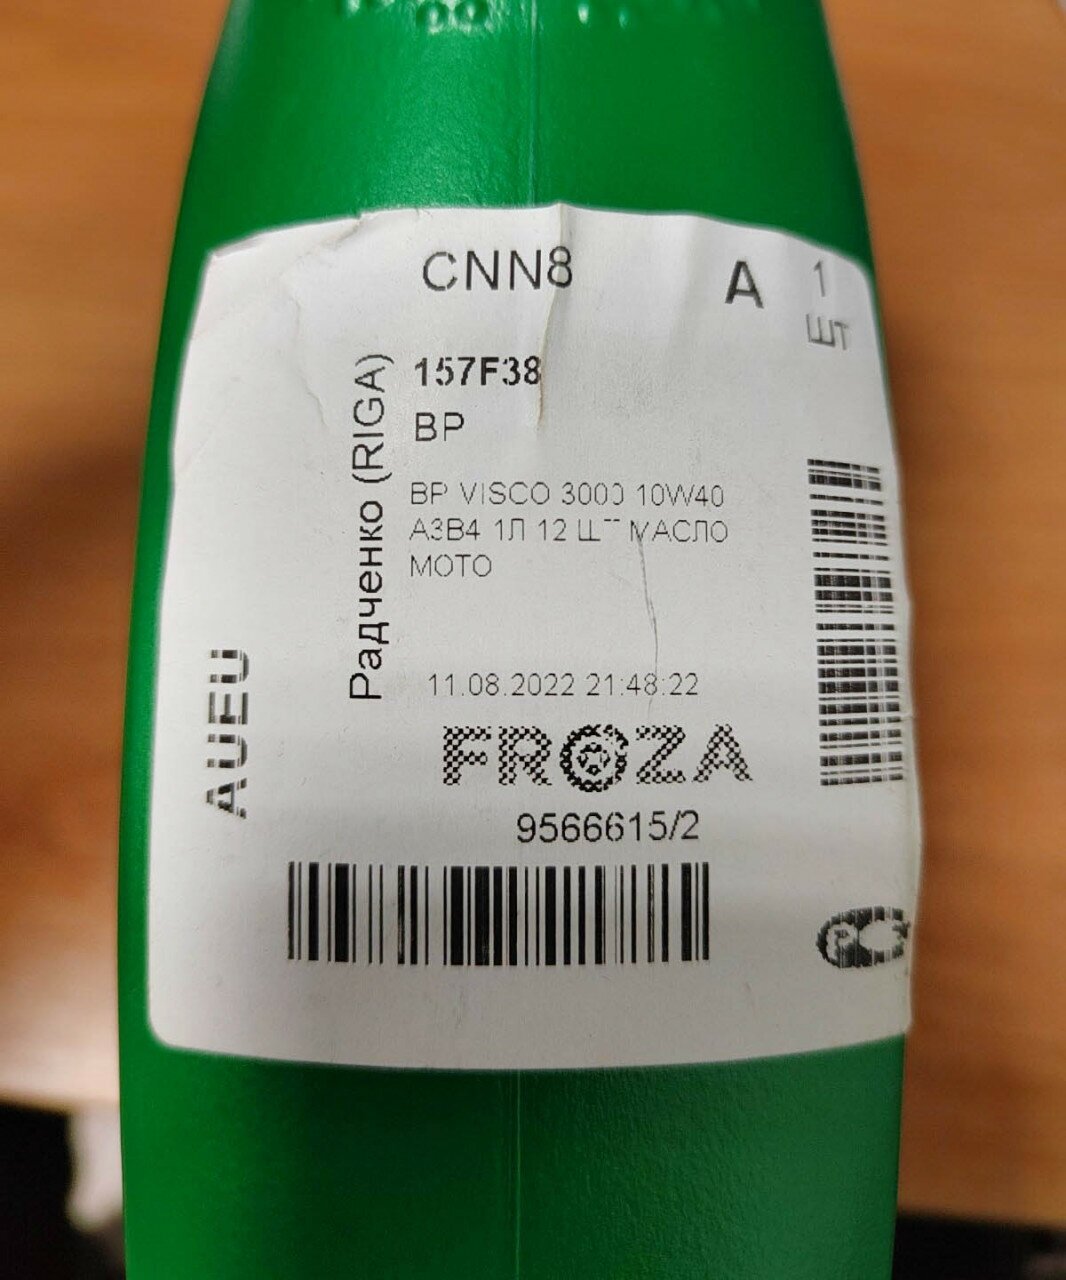 CNN8
A
1
ШТ
Радченко (RIGA)
157F38
BP
BP VISCO 3000 10W40
A3B4 1Л 12 ШТ МАСЛО
МОТО
11.08.2022 21:48:22
AUEU
FROZA
9566615/2